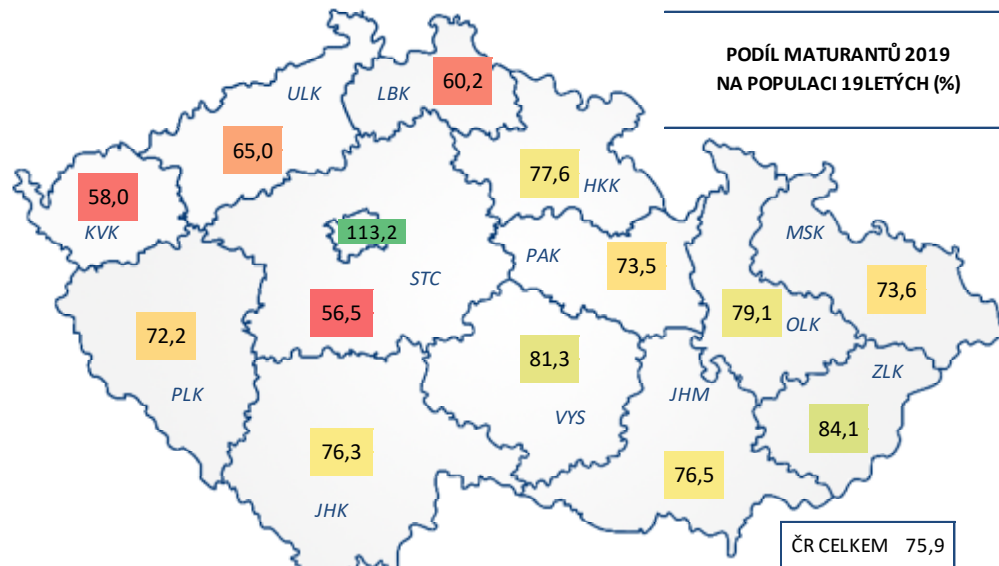 PODÍL MATURANTŮ 2019
NA POPULACI 19LETÝCH (%)
ULK
LBK
60,2
65,0
77,6
HKK
58,0
KVK
113,2
PAK
MSK
STC
73,5
73,6
56,5
79,1
OLK
72,2
81,3
PLK
VYS
JHM
ZLK
84,1
76,3
76,5
JHK
ČR CELKEM 75,9